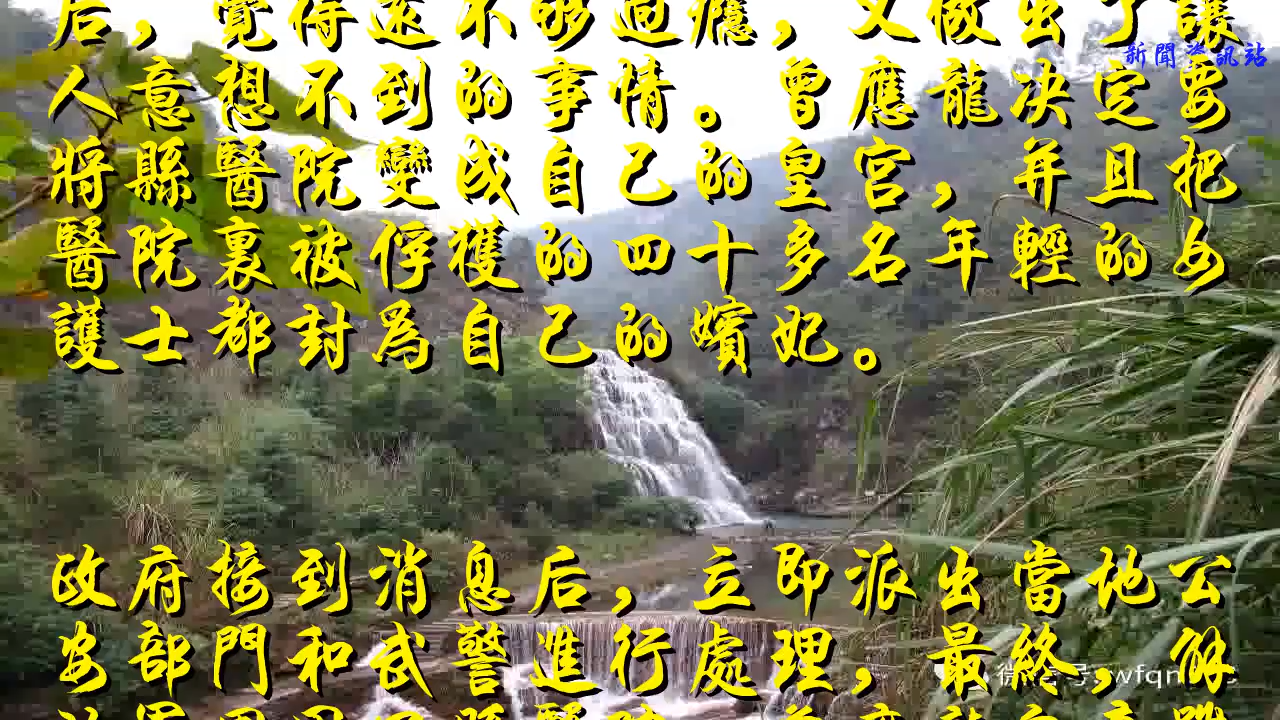 后，覺得還不够過癮，又做出了讓
新聞資訊站
人意想不到的事情。曾應龍决定要
將縣醫院變成自己的皇宫，并且把
醫院裏被俘獲的四十多名年輕的女
護士都封爲自己的嬪妃。
政府接到消息后，立即派出當地公
安部門和武警進行處理，最終，解